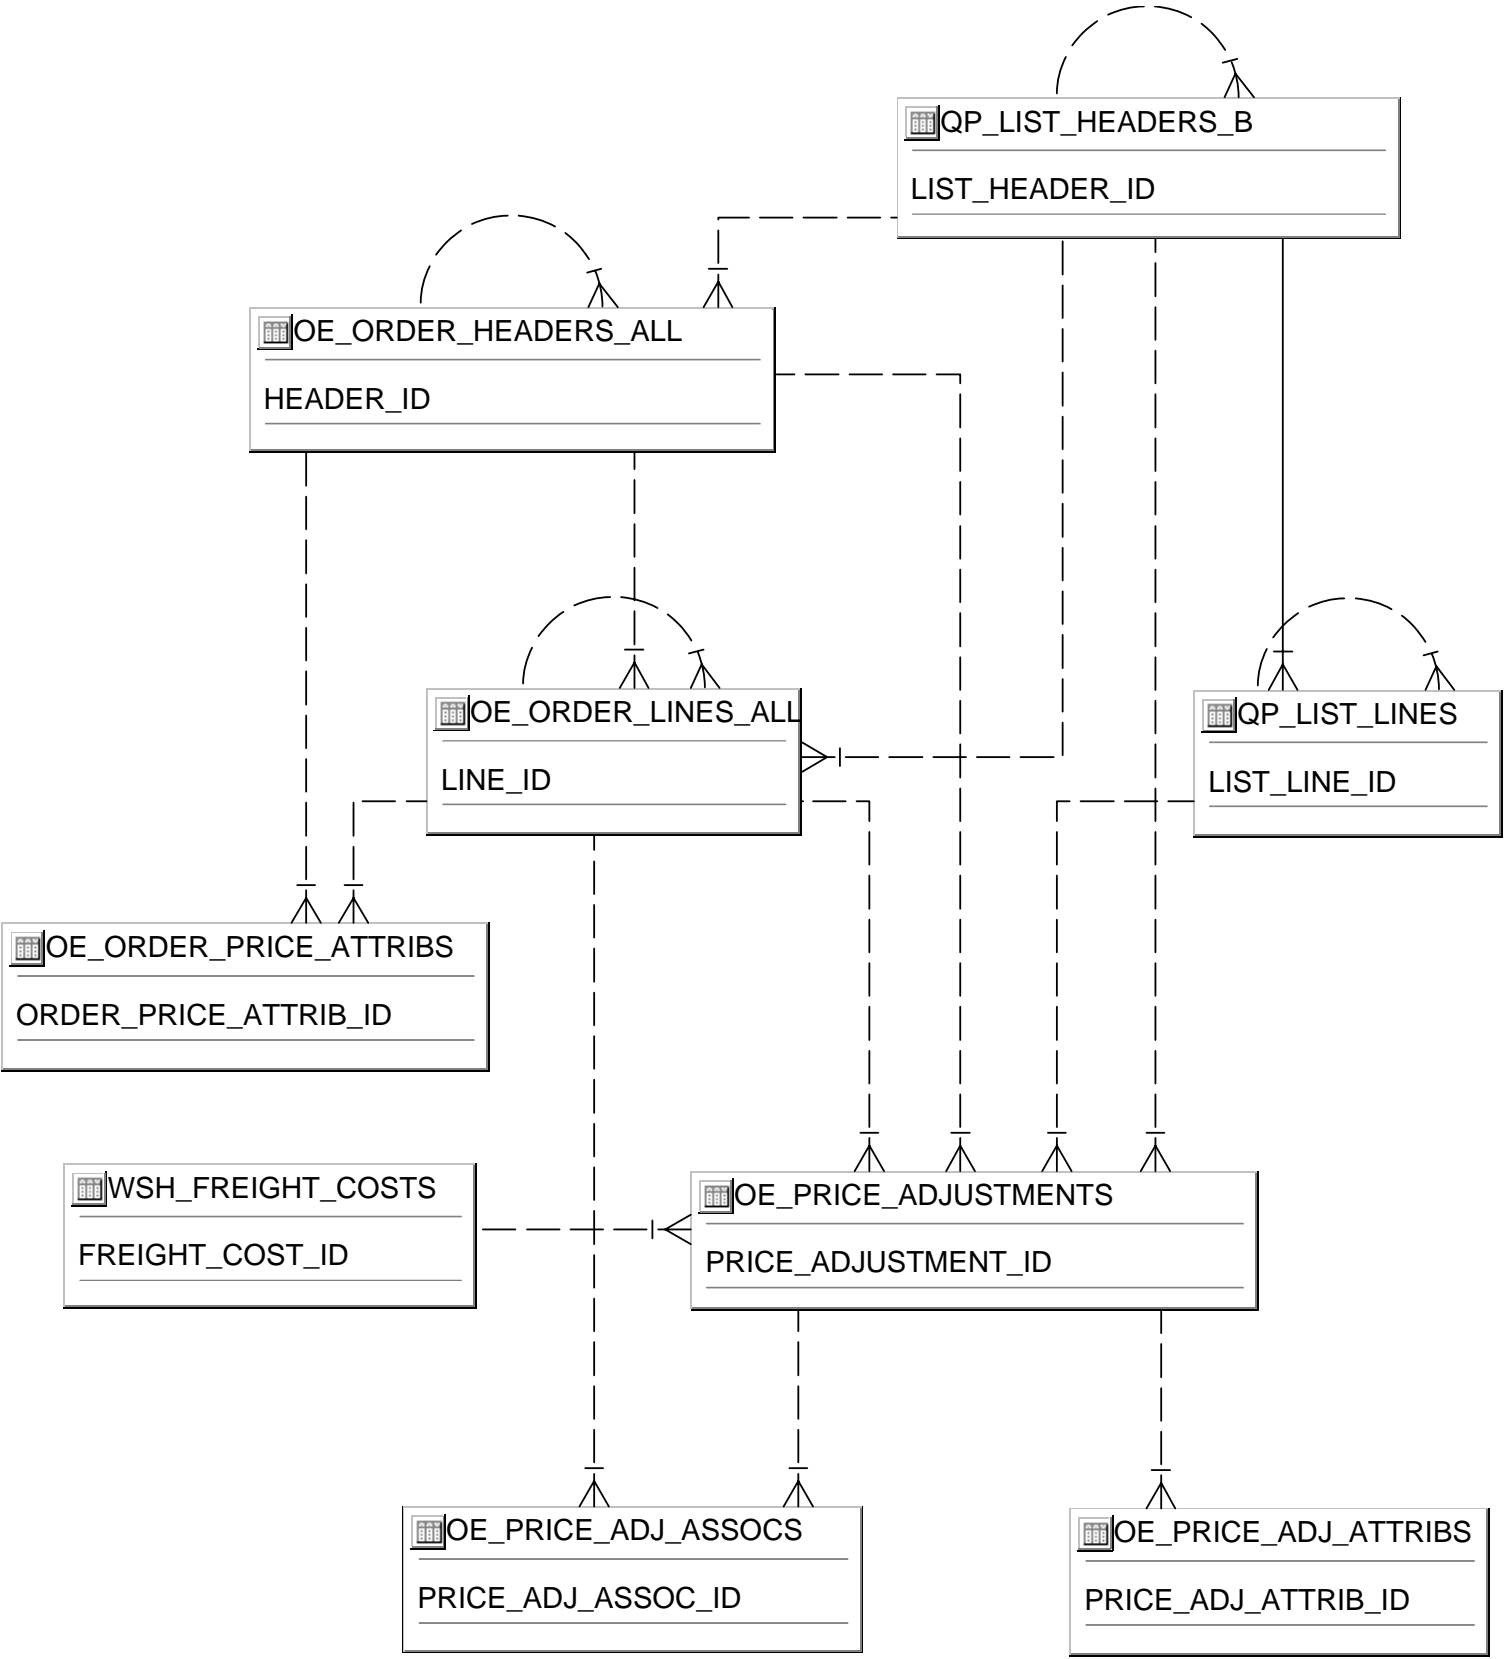 QP_LIST_HEADERS_B
LIST_HEADER_ID
OE_ORDER_HEADERS_ALL
HEADER_ID
OE_ORDER_LINES_ALL
LINE_ID
QP_LIST_LINES
LIST_LINE_ID
OE_ORDER_PRICE_ATTRIBS
ORDER_PRICE_ATTRIB_ID
WSH_FREIGHT_COSTS
FREIGHT_COST_ID
OE_PRICE_ADJUSTMENTS
PRICE_ADJUSTMENT_ID
OE_PRICE_ADJ_ASSOCS
PRICE_ADJ_ASSOC_ID
OE_PRICE_ADJ_ATTRIBS
PRICE_ADJ_ATTRIB_ID